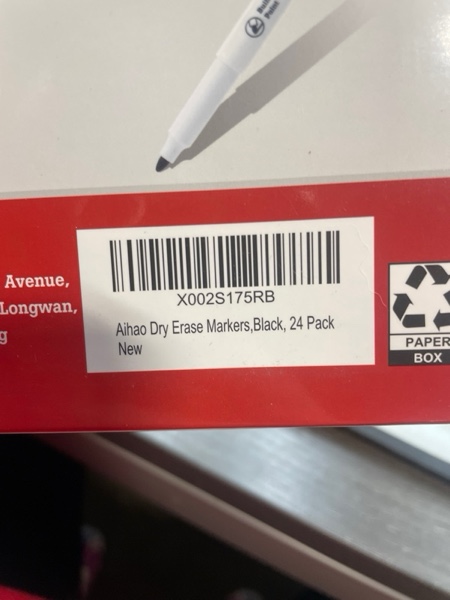 Avenue,
Longwan,
g
X002S175RB
Aihao Dry Erase Markers,Black, 24 Pack
New
PAPER
BOX